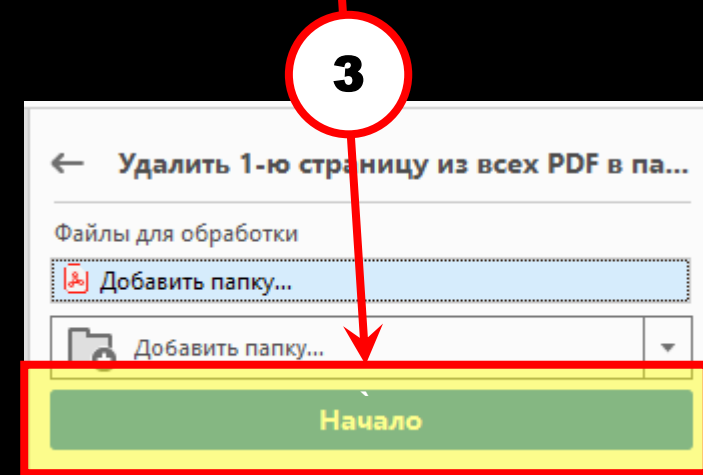 3
← Удалить 1-ю страницу из всех PDF в па...
Файлы для обработки
Добавить папку...
Добавить папку...
Начало